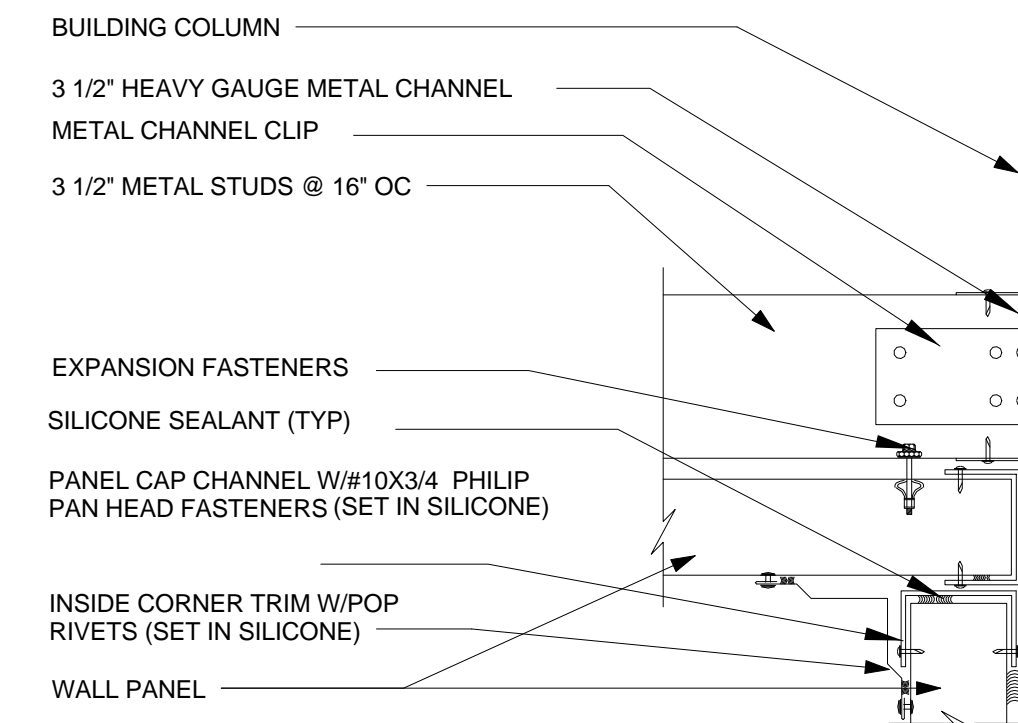 BUILDING COLUMN
3 1/2" HEAVY GAUGE METAL CHANNEL
METAL CHANNEL CLIP
3 1/2" METAL STUDS @ 16" OC
EXPANSION FASTENERS
SILICONE SEALANT (TYP)
PANEL CAP CHANNEL W/#10X3/4 PHILIP
PAN HEAD FASTENERS (SET IN SILICONE)
INSIDE CORNER TRIM W/POP
RIVETS (SET IN SILICONE)
WALL PANEL